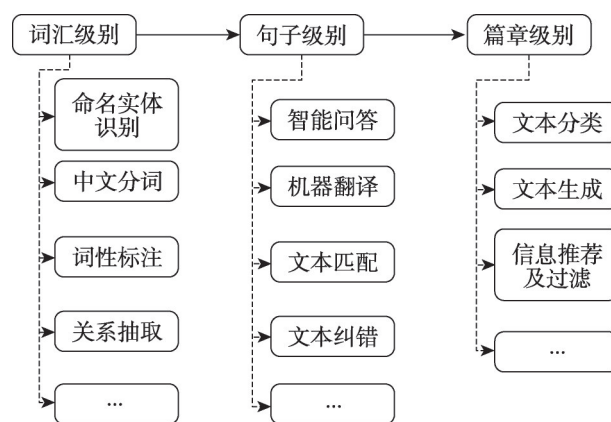 词汇级别
句子级别
篇章级别
命名实体
识别
中文分词
词性标注
关系抽取
...
智能问答
机器翻译
文本匹配
文本纠错
...
文本分类
文本生成
信息推荐
及过滤
...